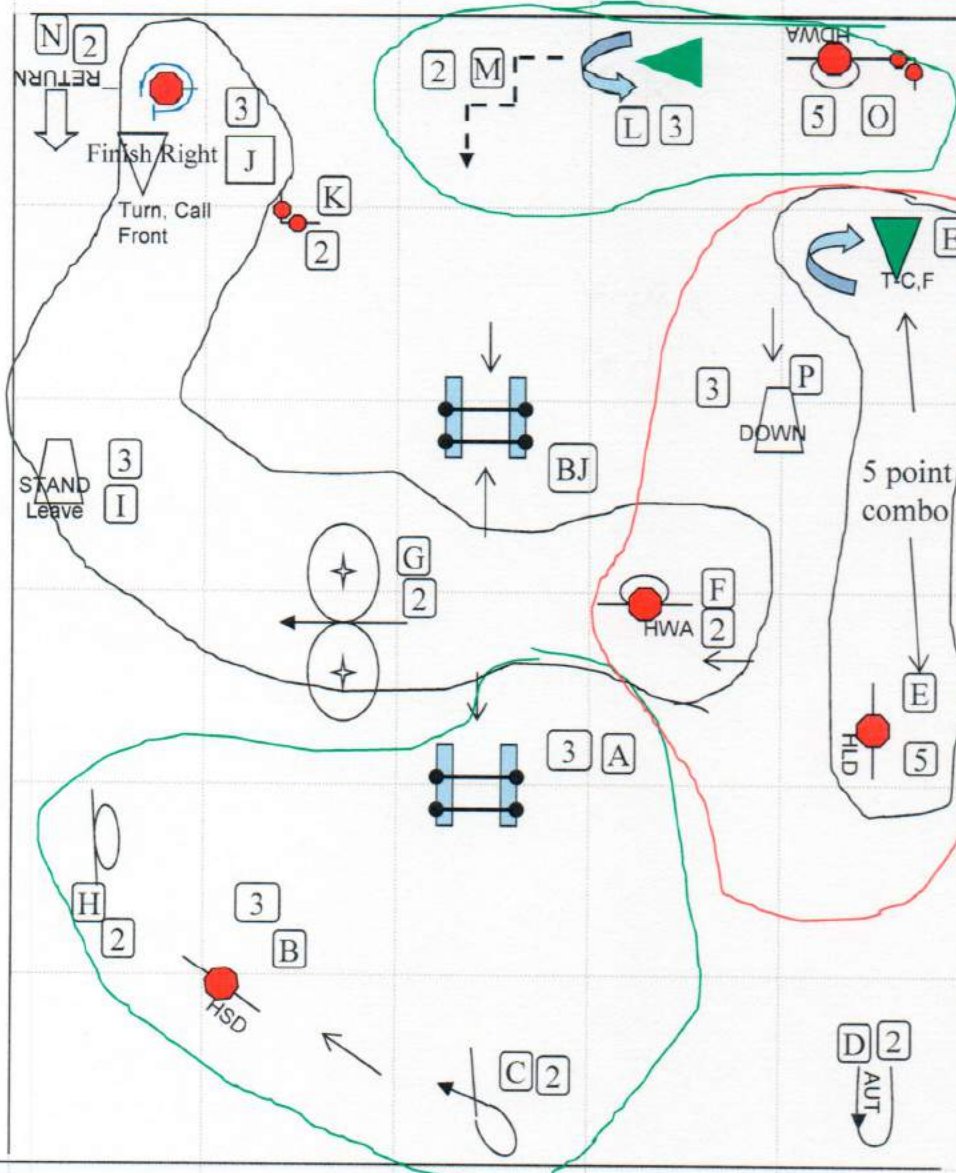 N 2
RETURN
3
Finish Right
J
Turn, Call
Front
K
2
2 M
L 3
HDWA
5 O
E
T-C,F
3
P
DOWN
5 point
combo
STAND
Leave
3
I
BJ
G
2
F
HWA 2
E
HLD
5
3 A
H
2
3
B
HSD
C 2
D 2
AUT